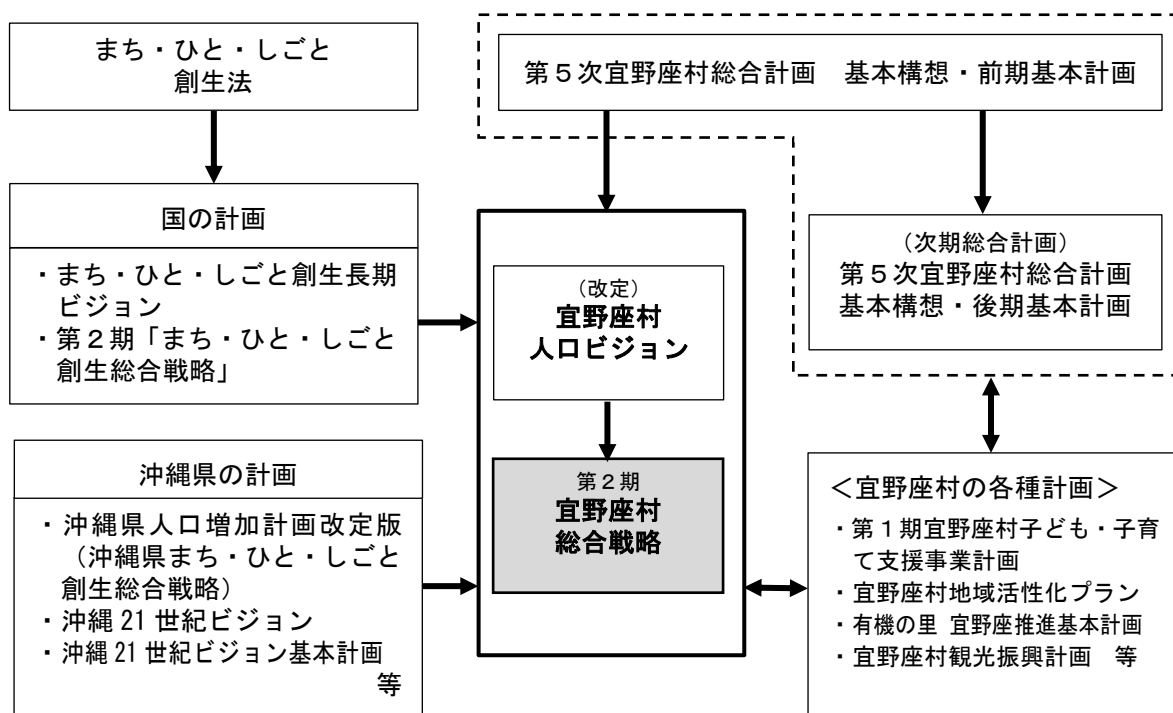 まち・ひと・しごと
創生法
第５次宜野座村総合計画　基本構想・前期基本計画
国の計画
・まち・ひと・しごと創生長期
ビジョン
・第２期「まち・ひと・しごと
創生総合戦略」
（次期総合計画）
第５次宜野座村総合計画
基本構想・後期基本計画
（改定）
宜野座村
人口ビジョン
第２期
宜野座村
総合戦略
沖縄県の計画
・沖縄県人口増加計画改定版
（沖縄県まち・ひと・しごと
創生総合戦略）
・沖縄 21 世紀ビジョン
・沖縄 21 世紀ビジョン基本計画
等
＜宜野座村の各種計画＞
・第１期宜野座村子ども・子育
て支援事業計画
・宜野座村地域活性化プラン
・有機の里 宜野座推進基本計画
・宜野座村観光振興計画　等